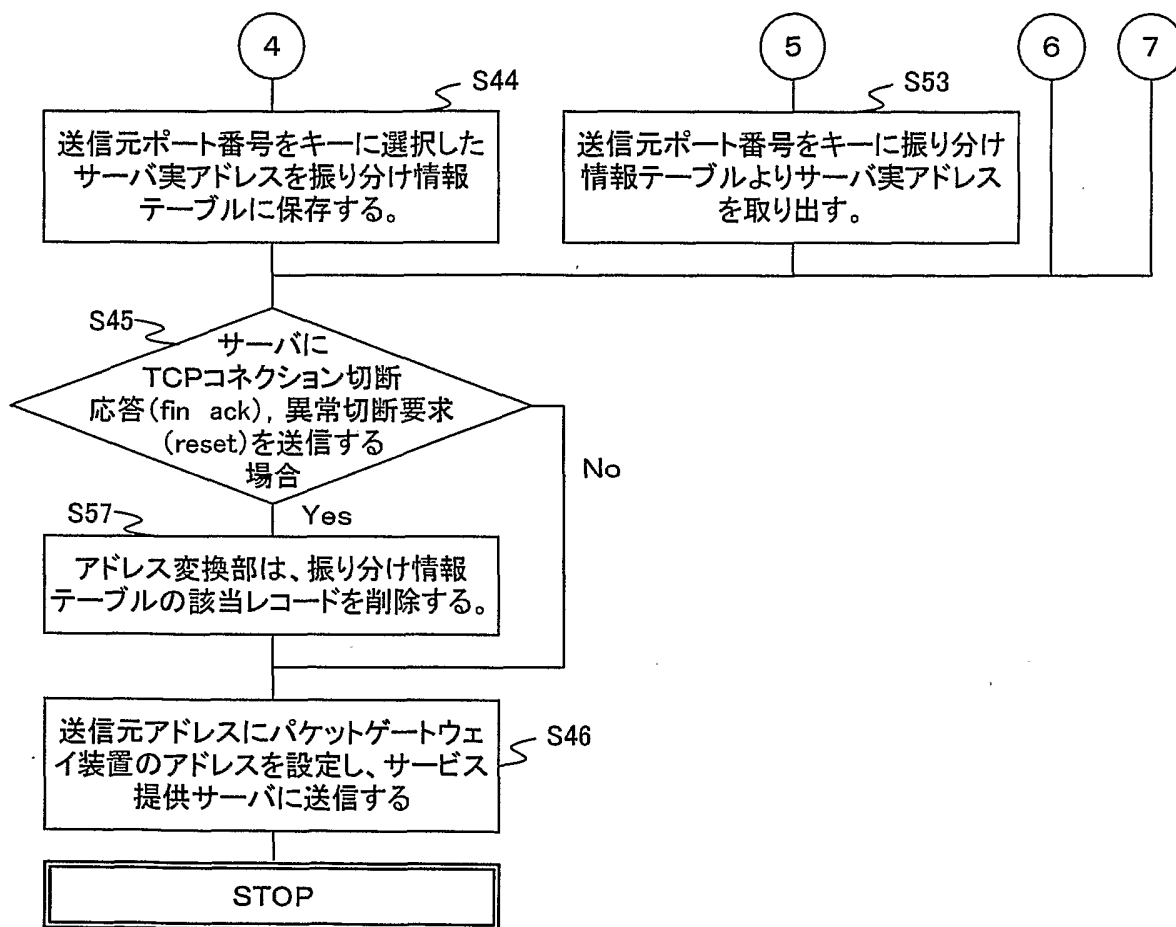 4
5
6
7
S44
S53
送信元ポート番号をキーに選択した
サーバ実アドレスを振り分け情報
テーブルに保存する。
送信元ポート番号をキーに振り分け
情報テーブルよりサーバ実アドレス
を取り出す。
S45
サーバに
TCPコネクション切断
応答(fin ack), 異常切断要求
(reset)を送信する
場合
No
S57
Yes
アドレス変換部は、振り分け情報
テーブルの該当レコードを削除する。
送信元アドレスにパケットゲートウェ
イ装置のアドレスを設定し、サービス
提供サーバに送信する
S46
STOP